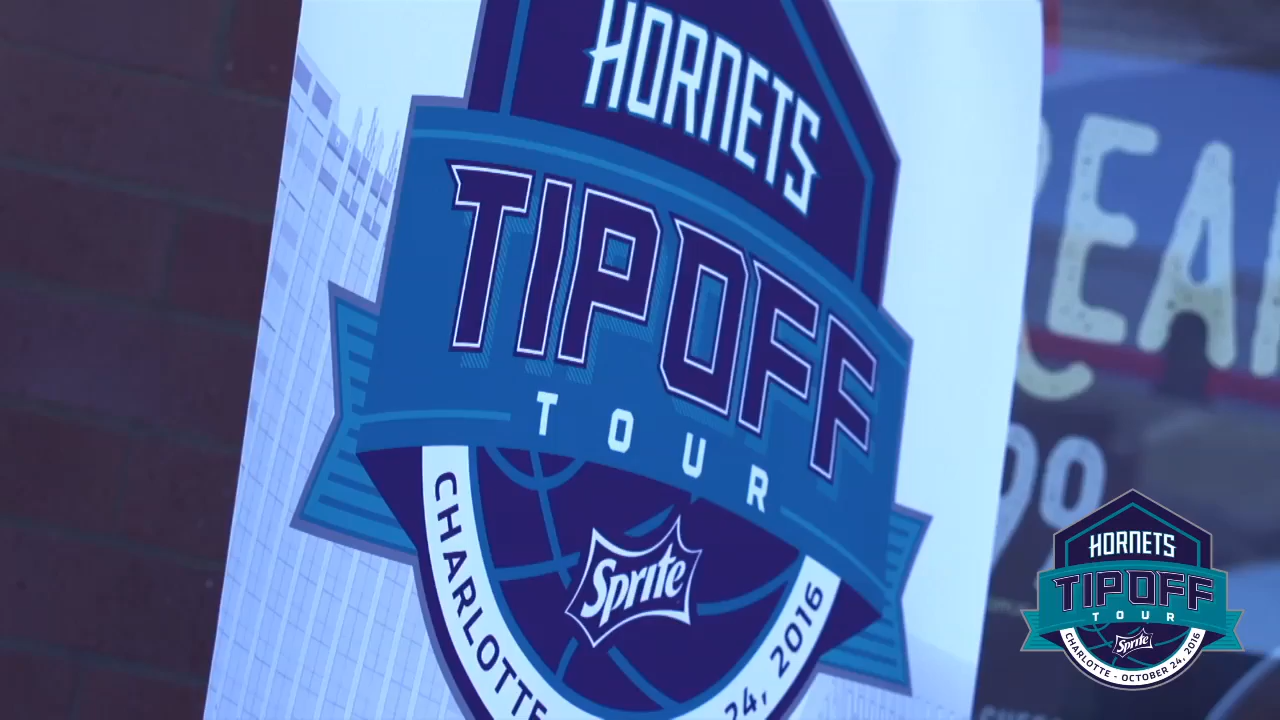 HORNETS
TIPOFF
TOUR
Sprite
CHARLOTTE
24, 2016
HORNETS
TIPOFF
TOUR
Sprite
CHARLOTTE - OCTOBER 24, 2016